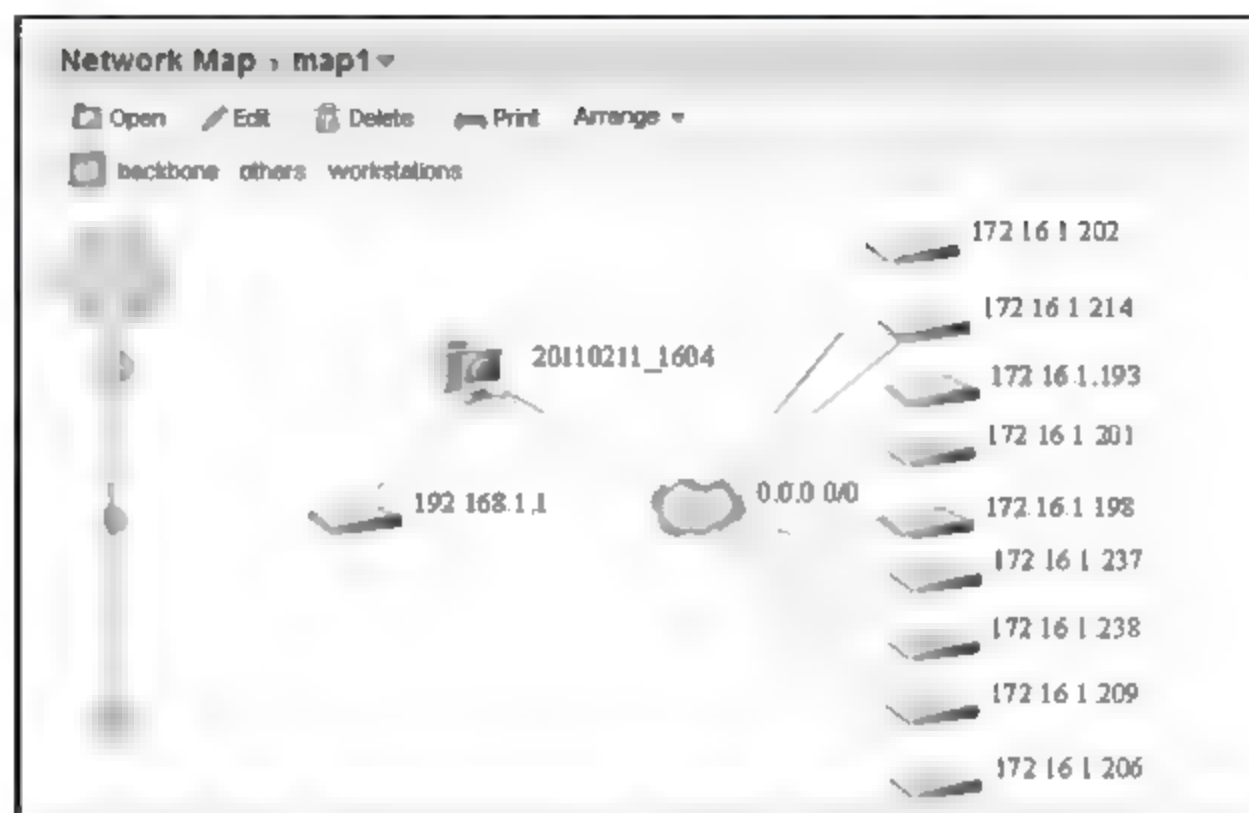 Network Map › map1
Open Edit Delete Print Arrange
backbone others workstations
172 16 1 202
172 16 1 214
20110211_1604
172 16 1.193
172 16 1 201
192 168.1.1
0.0.0 0/0
172.16.1 198
172 16 1 237
172 16 1 238
172 16 1 209
172 16 1 206